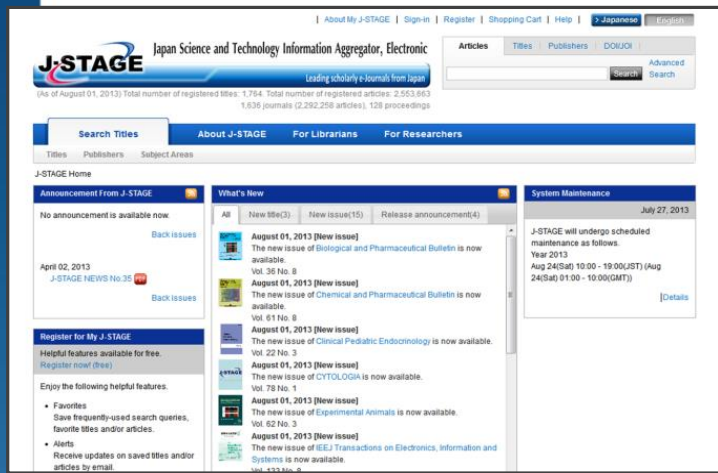 | About My J-STAGE | Sign-in | Register | Shopping Cart | Help | > Japanese English
J-STAGE
Japan Science and Technology Information Aggregator, Electronic
Leading scholarly e-Journals from Japan
Articles Titles Publishers DOI/JOI
Search
Advanced Search
(As of August 01, 2013) Total number of registered titles: 1,764. Total number of registered articles: 2,553,663
1,636 journals (2,292,258 articles), 128 proceedings
Search Titles About J-STAGE For Librarians For Researchers
Titles Publishers Subject Areas
J-STAGE Home
Announcement From J-STAGE
No announcement is available now.
Back issues
April 02, 2013
J-STAGE NEWS No.35 PDF
Back issues
Register for My J-STAGE
Helpful features available for free.
Register now! (free)
Enjoy the following helpful features.
• Favorites
Save frequently-used search queries,
favorite titles and/or articles.
• Alerts
Receive updates on saved titles and/or
articles by email.
What's New
All New title(3) New issue(15) Release announcement(4)
August 01, 2013 [New issue]
The new issue of Biological and Pharmaceutical Bulletin is now
available.
Vol. 36 No. 8
August 01, 2013 [New issue]
The new issue of Chemical and Pharmaceutical Bulletin is now
available.
Vol. 61 No. 8
August 01, 2013 [New issue]
The new issue of Clinical Pediatric Endocrinology is now available.
Vol. 22 No. 3
August 01, 2013 [New issue]
The new issue of CYTOLOGIA is now available.
Vol. 78 No. 1
August 01, 2013 [New issue]
The new issue of Experimental Animals is now available.
Vol. 62 No. 3
August 01, 2013 [New issue]
The new issue of IEEJ Transactions on Electronics, Information and
Systems is now available.
Vol. 133 No. 8
System Maintenance
July 27, 2013
J-STAGE will undergo scheduled
maintenance as follows.
Year 2013
Aug 24(Sat) 10:00 - 19:00(JST) (Aug
24(Sat) 01:00 - 10:00(GMT))
|Details